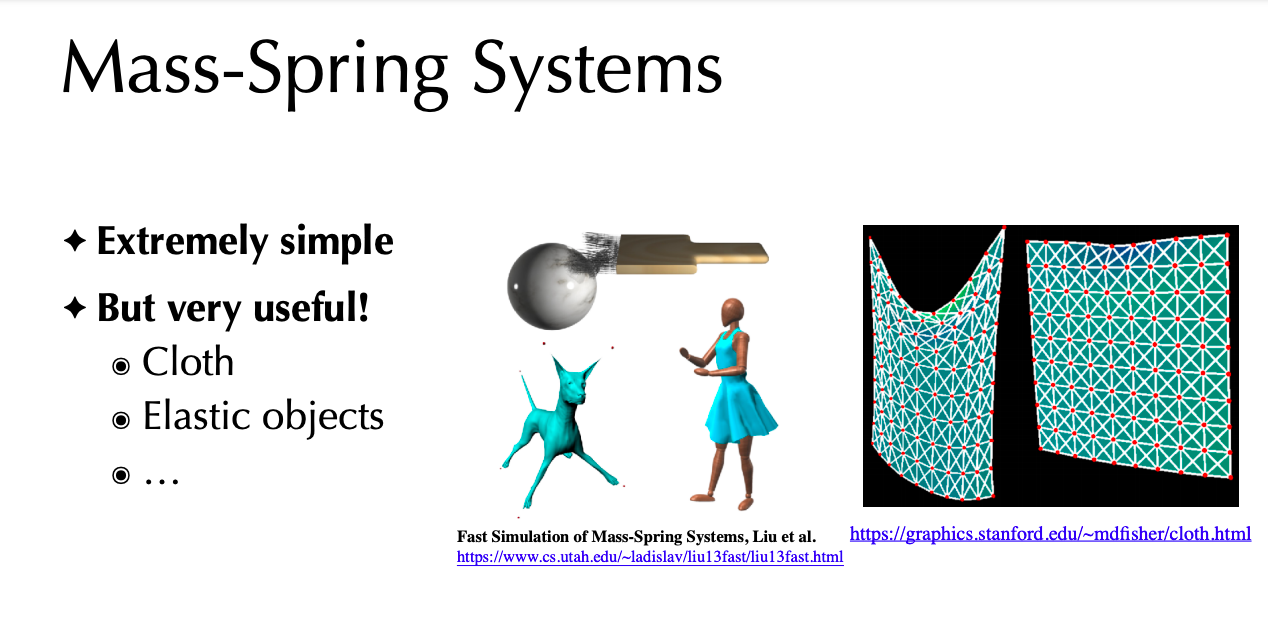 Mass-Spring Systems
✦ Extremely simple
✦ But very useful!
◉ Cloth
◉ Elastic objects
◉ …
Fast Simulation of Mass-Spring Systems, Liu et al.
https://www.cs.utah.edu/~ladislav/liu13fast/liu13fast.html
https://graphics.stanford.edu/~mdfisher/cloth.html